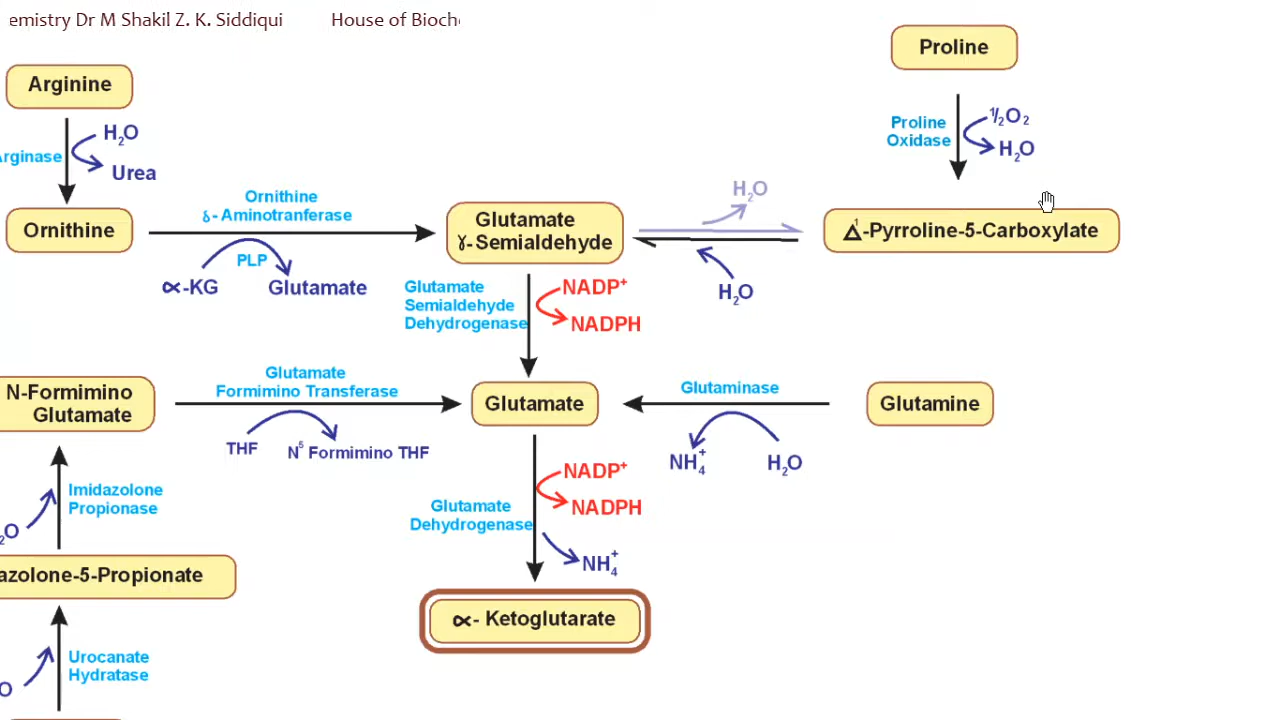 emistry Dr M Shakil Z. K. Siddiqui House of Bioch
Proline
Arginine
½O₂
Proline
Oxidase
H₂O
H₂O
Arginase
Urea
H₂O
Ornithine
δ-Aminotranferase
Ornithine
Glutamate
ɣ-Semialdehyde
Δ¹-Pyrroline-5-Carboxylate
PLP
∝-KG
Glutamate
H₂O
Glutamate
Semialdehyde
Dehydrogenase
NADP⁺
NADPH
N-Formimino
Glutamate
Glutamate
Formimino Transferase
Glutamate
Glutaminase
Glutamine
THF
N⁵ Formimino THF
NH₄⁺
H₂O
NADP⁺
NADPH
Imidazolone
Propionase
₂O
Glutamate
Dehydrogenase
NH₄⁺
azolone-5-Propionate
∝- Ketoglutarate
Urocanate
Hydratase
O